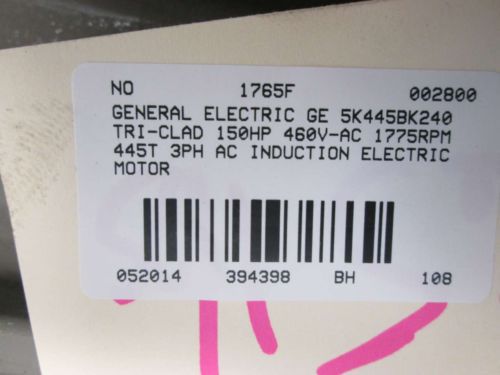 NO 1765F 002800
GENERAL ELECTRIC GE 5K445BK240
TRI-CLAD 150HP 460V-AC 1775RPM
445T 3PH AC INDUCTION ELECTRIC
MOTOR
052014 394398 BH 108